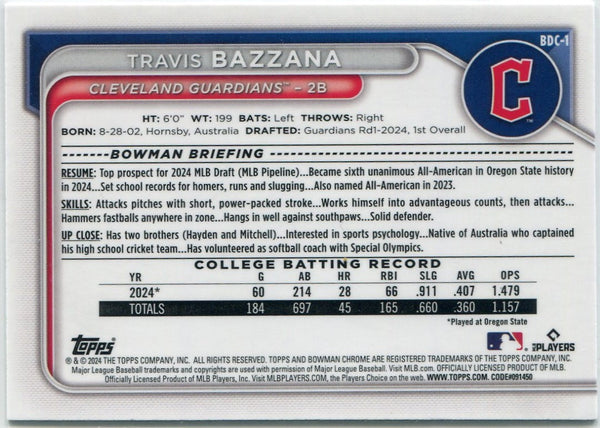 BDC-1
TRAVIS BAZZANA
CLEVELAND GUARDIANS™ – 2B
C
™
HT: 6'0" WT: 199 BATS: Left THROWS: Right
BORN: 8-28-02, Hornsby, Australia DRAFTED: Guardians Rd1-2024, 1st Overall
BOWMAN BRIEFING
RESUME: Top prospect for 2024 MLB Draft (MLB Pipeline)...Became sixth unanimous All-American in Oregon State history
in 2024...Set school records for homers, runs and slugging...Also named All-American in 2023.
SKILLS: Attacks pitches with short, power-packed stroke...Works himself into advantageous counts, then attacks...
Hammers fastballs anywhere in zone...Hangs in well against southpaws...Solid defender.
UP CLOSE: Has two brothers (Hayden and Mitchell)...Interested in sports psychology...Native of Australia who captained
his high school cricket team...Has volunteered as softball coach with Special Olympics.
COLLEGE BATTING RECORD
YR G AB HR RBI SLG AVG OPS
2024* 60 214 28 66 .911 .407 1.479
TOTALS 184 697 45 165 .660 .360 1.157
*Played at Oregon State
Topps
MLB PLAYERS
® & © 2024 THE TOPPS COMPANY, INC. ALL RIGHTS RESERVED. TOPPS AND BOWMAN CHROME ARE REGISTERED TRADEMARKS OF THE TOPPS COMPANY, INC.
Major League Baseball trademarks and copyrights are used with permission of Major League Baseball. Visit MLB.com. OFFICIALLY LICENSED PRODUCT OF MLB.
Officially Licensed Product of MLB Players, Inc. Visit MLBPLAYERS.com, the Players Choice on the web. WWW.TOPPS.COM. CODE#091450